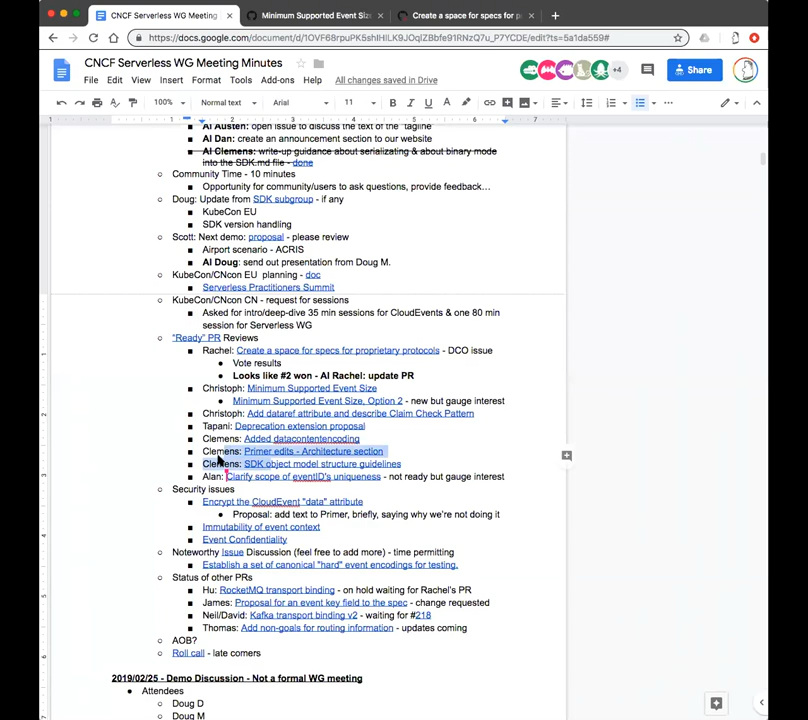 CNCF Serverless WG Meeting
Minimum Supported Event Size
Create a space for specs for p
https://docs.google.com/document/d/
CNCF Serverless WG Meeting Minutes
File Edit View Insert Format Tools Add-ons Help All changes saved in Drive
+4
Share
100% Normal text Arial 11
1 1 2 3 4 5 6 7
AI Austen: open issue to discuss the text of the "tagline
AI Dan: create an announcement section to our website
AI Clemens: write-up guidance about serializating & about binary mode
into the SDK.md file - done
Community Time - 10 minutes
Opportunity for community/users to ask questions, provide feedback…
Doug: Update from SDK subgroup - if any
KubeCon EU
SDK version handling
Scott: Next demo: proposal - please review
Airport scenario - ACRIS
AI Doug: send out presentation from Doug M.
KubeCon/CNcon EU planning - doc
Serverless Practitioners Summit
KubeCon/CNcon CN - request for sessions
Asked for intro/deep-dive 35 min sessions for CloudEvents & one 80 min
session for Serverless WG
"Ready" PR Reviews
Rachel: Create a space for specs for proprietary protocols - DCO issue
Vote results
Looks like #2 won - AI Rachel: update PR
Christoph: Minimum Supported Event Size
Minimum Supported Event Size, Option 2 - new but gauge interest
Christoph: Add dataref attribute and describe Claim Check Pattern
Tapani: Deprecation extension proposal
Clemens: Added datacontentencoding
Clemens: Primer edits - Architecture section
Clemens: SDK object model structure guidelines
Alan: Clarify scope of eventID's uniqueness - not ready but gauge interest
Security issues
Encrypt the CloudEvent "data" attribute
Proposal: add text to Primer, briefly, saying why we're not doing it
Immutability of event context
Event Confidentiality
Noteworthy Issue Discussion (feel free to add more) - time permitting
Establish a set of canonical "hard" event encodings for testing.
Status of other PRs
Hu: RocketMQ transport binding - on hold waiting for Rachel's PR
James: Proposal for an event key field to the spec - change requested
Neil/David: Kafka transport binding v2 - waiting for #218
Thomas: Add non-goals for routing information - updates coming
AOB?
Roll call - late comers
2019/02/25 - Demo Discussion - Not a formal WG meeting
Attendees
Doug D
Doug M